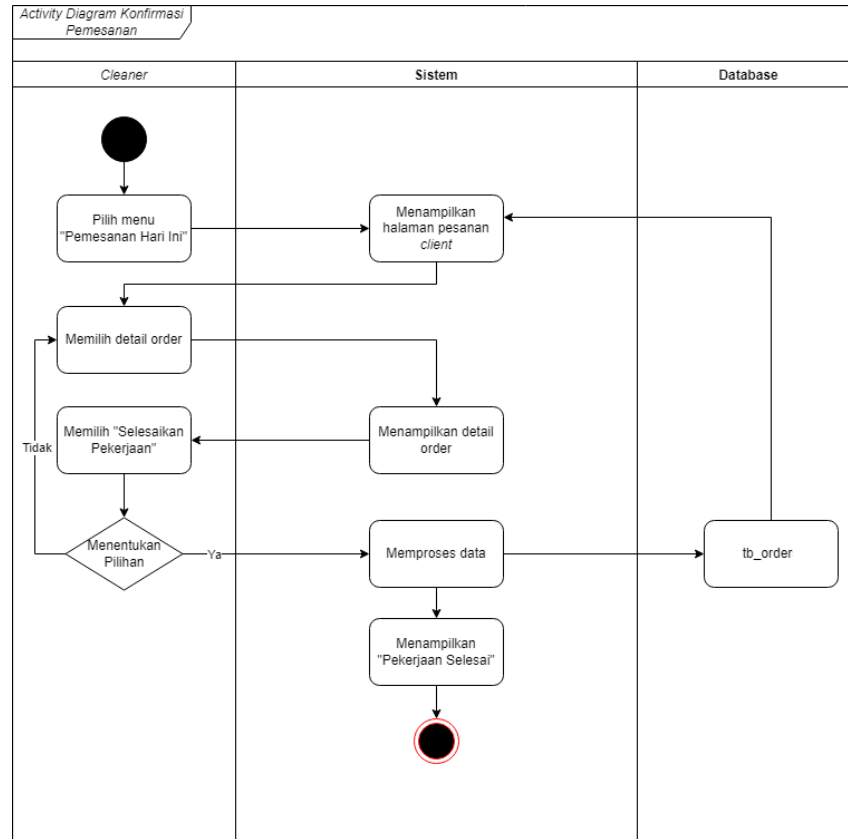 Activity Diagram Konfirmasi
Pemesanan
Cleaner
Sistem
Database
Pilih menu
"Pemesanan Hari Ini"
Menampilkan
halaman pesanan
client
Memilih detail order
Memilih "Selesaikan
Pekerjaan"
Menampilkan detail
order
Tidak
Menentukan
Pilihan
Ya
Memproses data
tb_order
Menampilkan
"Pekerjaan Selesai"